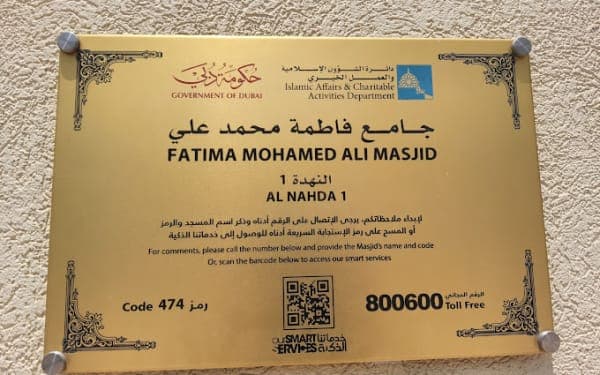 حكومة دبي
GOVERNMENT OF DUBAI
دائرة الشؤون الإسلامية
والعمل الخيري
Islamic Affairs & Charitable
Activities Department
جامع فاطمة محمد علي
FATIMA MOHAMED ALI MASJID
النهدة 1
AL NAHDA 1
لإبداء ملاحظاتكم، يرجى الإتصال على الرقم أدناه وذكر اسم المسجد والرمز
أو المسح على رمز الإستجابة السريعة أدناه للوصول إلى خدماتنا الذكية
For comments, please call the number below and provide the Masjid's name and code
Or, scan the barcode below to access our smart services
Code 474 رمز
800600 الرقم المجاني
Toll Free
OUR SMART خدماتنا
SERVICES الذكية